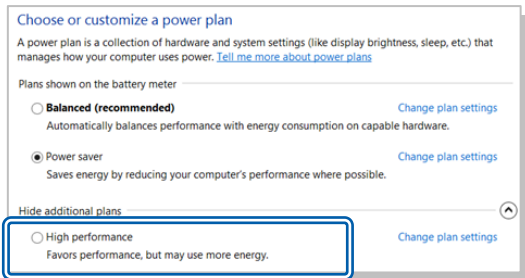 Choose or customize a power plan
A power plan is a collection of hardware and system settings (like display brightness, sleep, etc.) that
manages how your computer uses power. Tell me more about power plans
Plans shown on the battery meter
Balanced (recommended) Change plan settings
Automatically balances performance with energy consumption on capable hardware.
Power saver Change plan settings
Saves energy by reducing your computer's performance where possible.
Hide additional plans
High performance Change plan settings
Favors performance, but may use more energy.